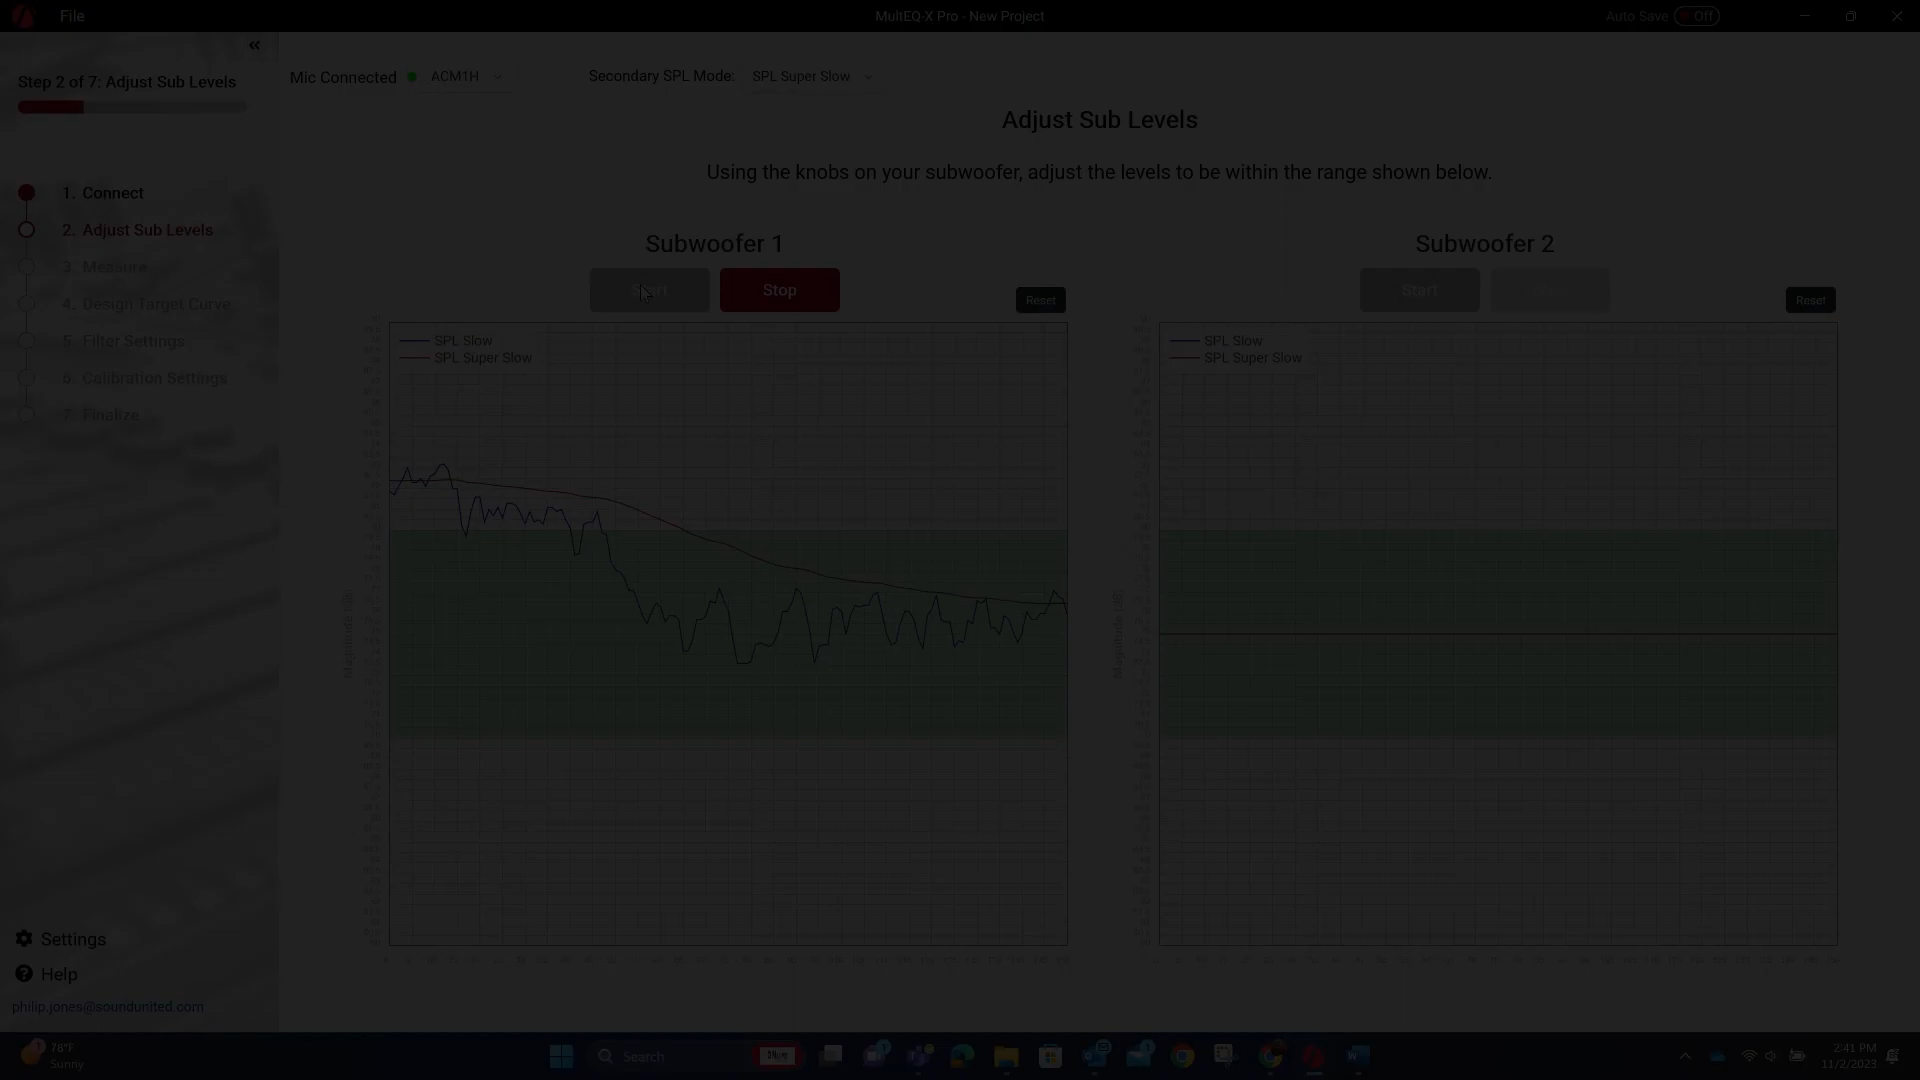 File
MultEQ-X Pro - New Project
Auto Save Off
Step 2 of 7: Adjust Sub Levels
Mic Connected ACM1H
Secondary SPL Mode: SPL Super Slow
Adjust Sub Levels
Using the knobs on your subwoofer, adjust the levels to be within the range shown below.
1. Connect
2. Adjust Sub Levels
3. Measure
4. Design Target Curve
5. Filter Settings
6. Calibration Settings
7. Finalize
Subwoofer 1
Start
Stop
Reset
SPL Slow
SPL Super Slow
Magnitude (dB)
Subwoofer 2
Start
Reset
SPL Slow
SPL Super Slow
Magnitude (dB)
Settings
Help
philip.jones@soundunited.com
78°F
Sunny
Search
2:41 PM
11/2/2023